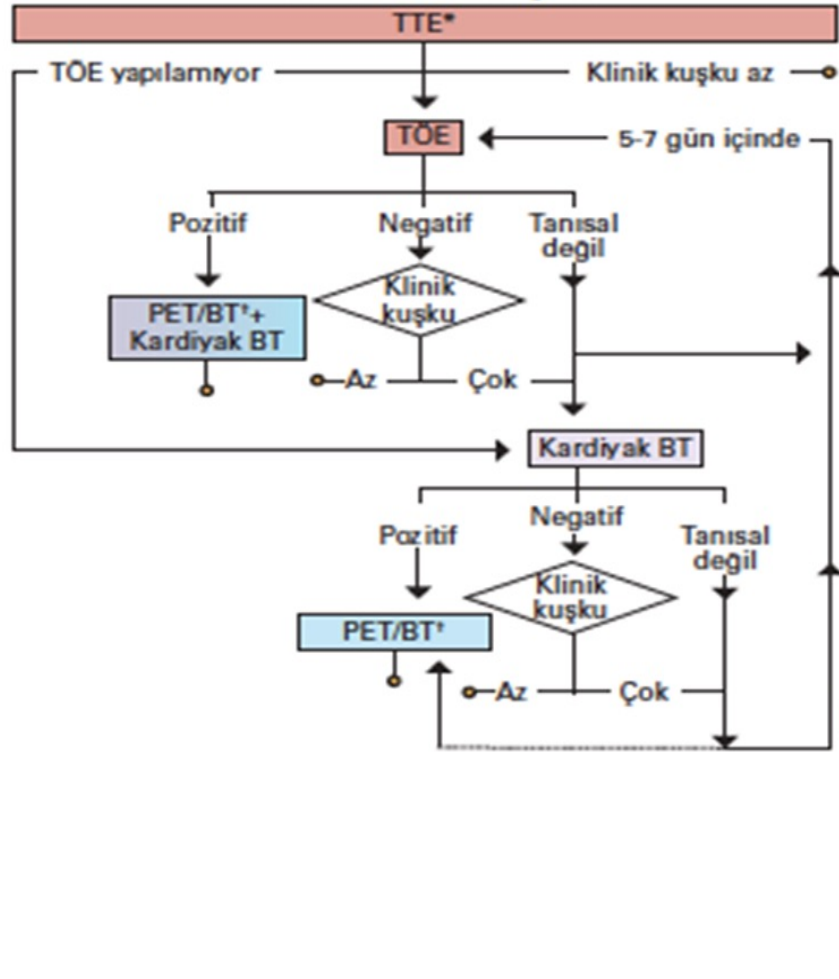 TTE*
TÖE yapılamıyor
Klinik kuşku az
TÖE
5-7 gün içinde
Pozitif
Negatif
Tanısal
değil
PET/BT†+
Kardiyak BT
Klinik
kuşku
Az
Çok
Kardiyak BT
Pozitif
Negatif
Tanısal
değil
PET/BT†
Klinik
kuşku
Az
Çok